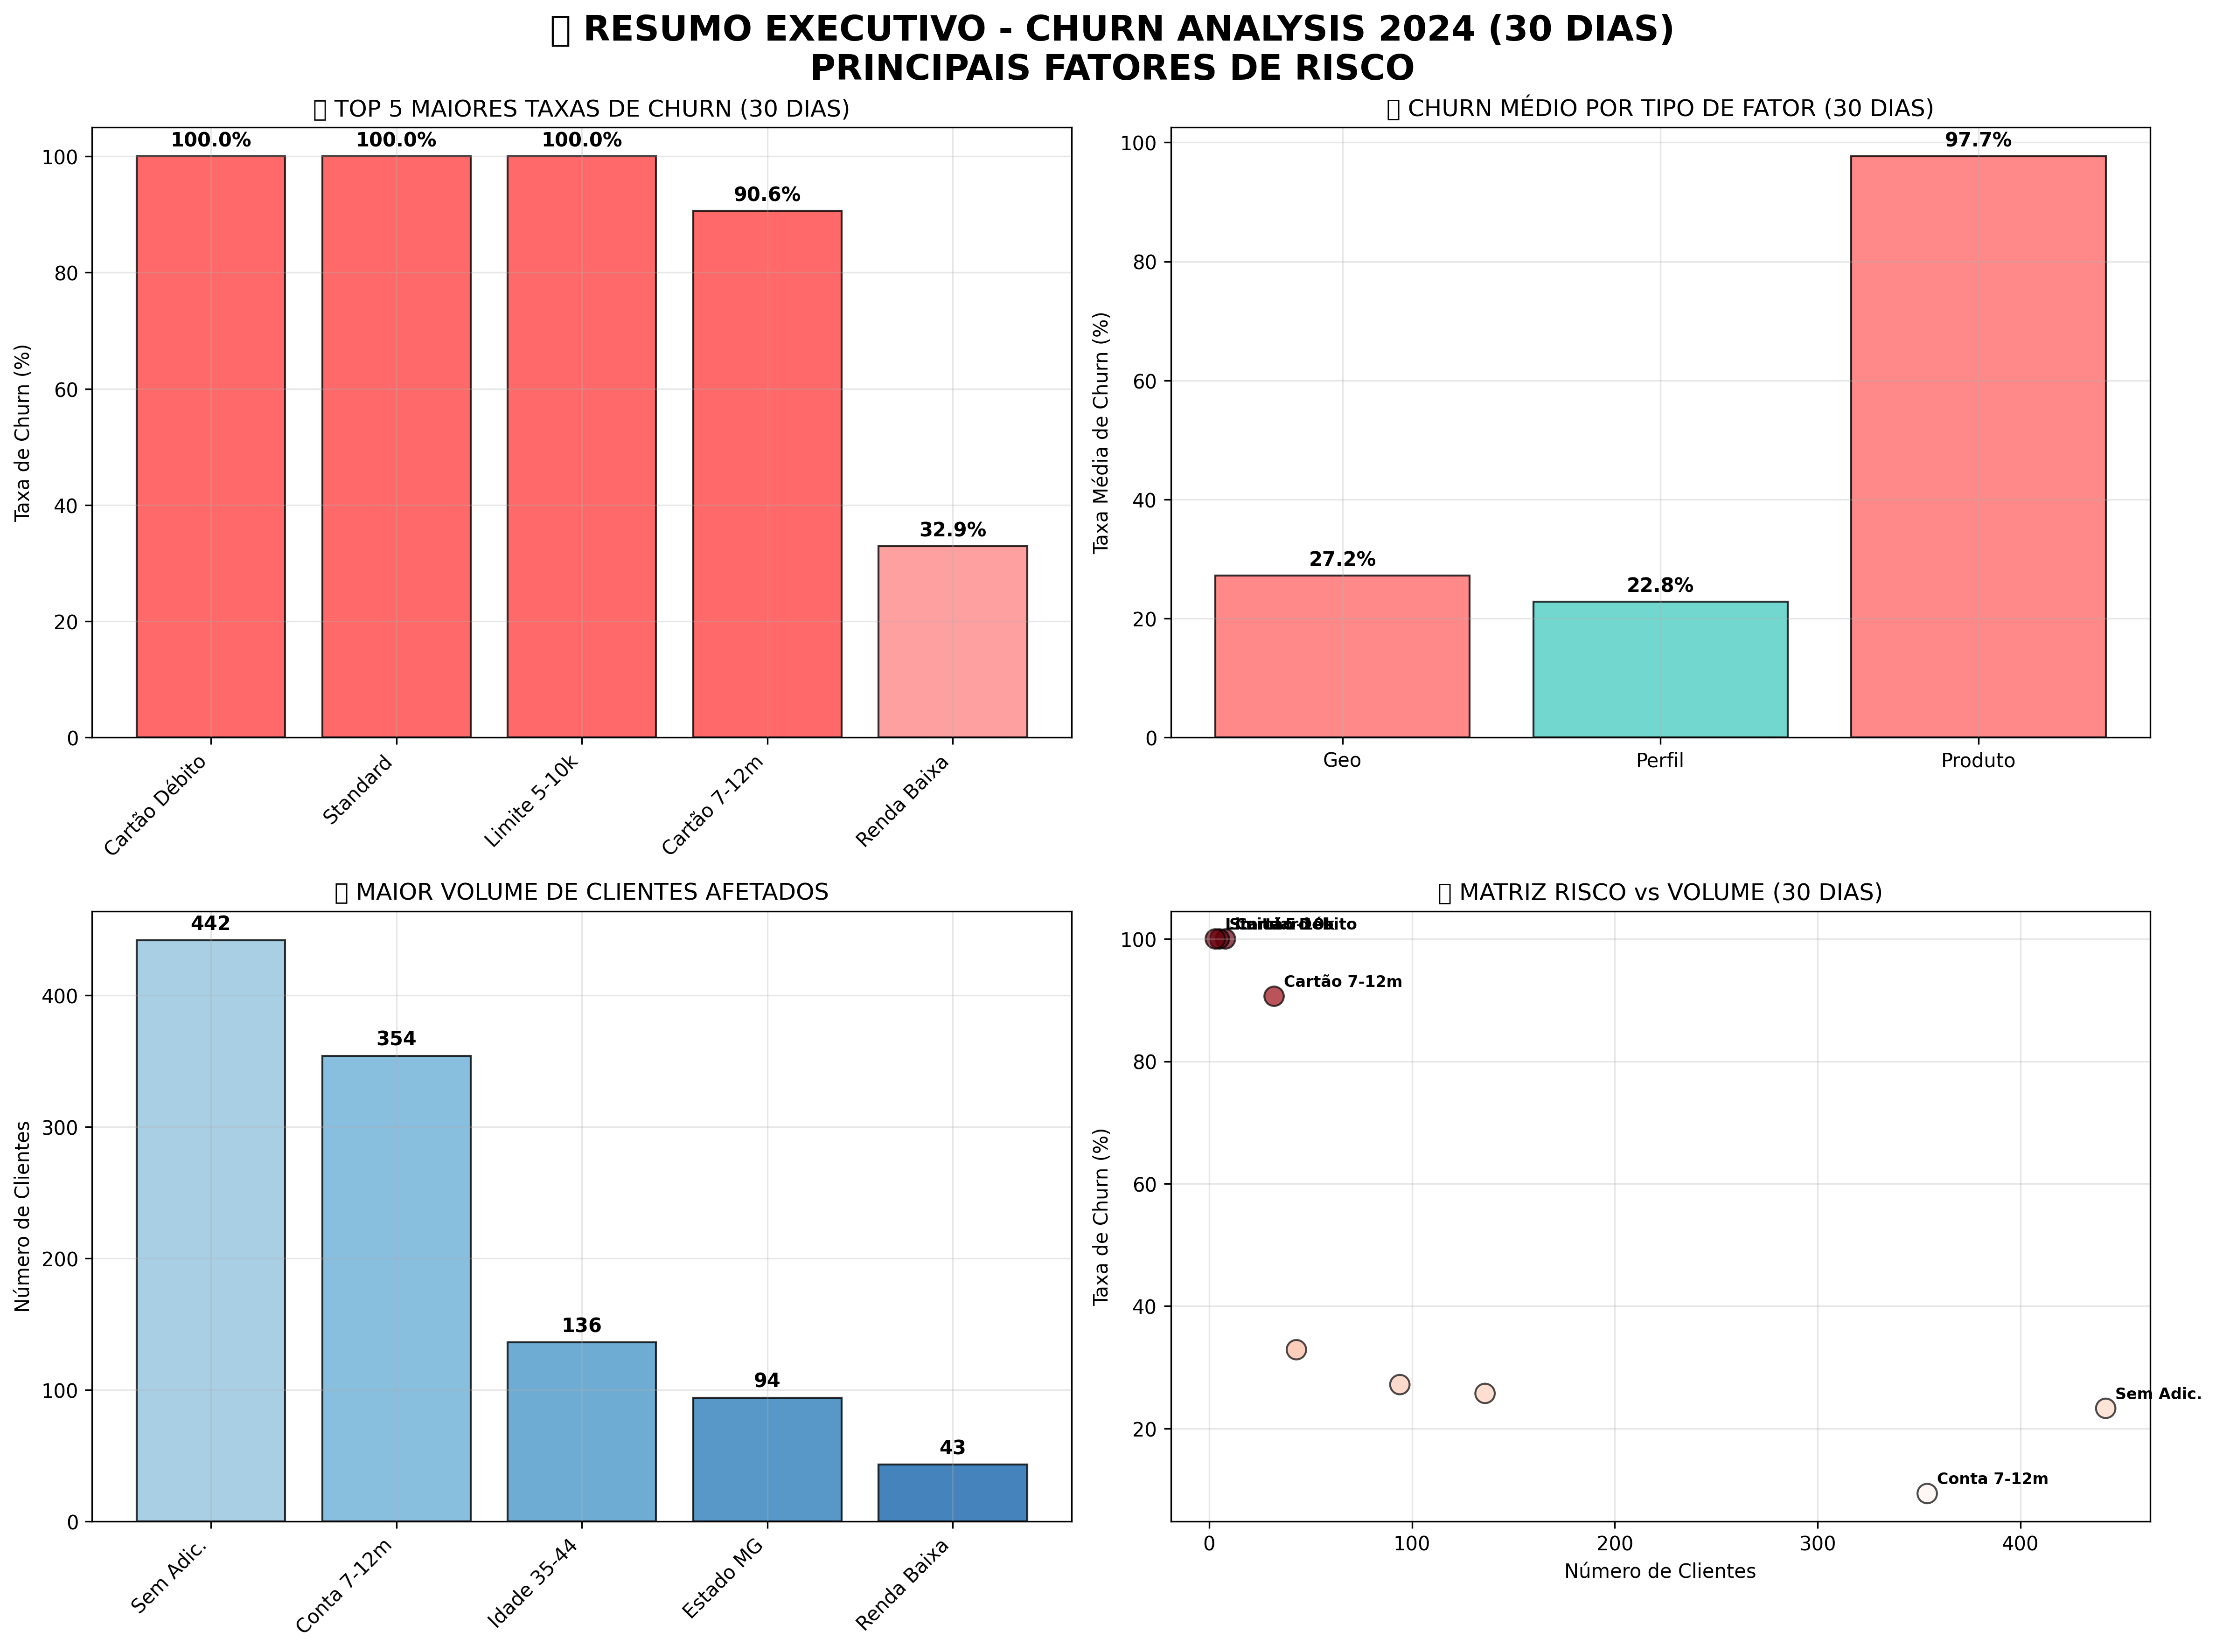 RESUMO EXECUTIVO - CHURN ANALYSIS 2024 (30 DIAS)
PRINCIPAIS FATORES DE RISCO
TOP 5 MAIORES TAXAS DE CHURN (30 DIAS)
Taxa de Churn (%)
100
80
60
40
20
0
100.0%
100.0%
100.0%
90.6%
32.9%
Cartão Débito
Standard
Limite 5-10k
Cartão 7-12m
Renda Baixa
CHURN MÉDIO POR TIPO DE FATOR (30 DIAS)
Taxa Média de Churn (%)
100
80
60
40
20
0
27.2%
22.8%
97.7%
Geo
Perfil
Produto
MAIOR VOLUME DE CLIENTES AFETADOS
Número de Clientes
400
300
200
100
0
442
354
136
94
43
Sem Adic.
Conta 7-12m
Idade 35-44
Estado MG
Renda Baixa
MATRIZ RISCO vs VOLUME (30 DIAS)
Taxa de Churn (%)
100
80
60
40
20
Cartão 7-12m
Sem Adic.
Conta 7-12m
0
100
200
300
400
Número de Clientes